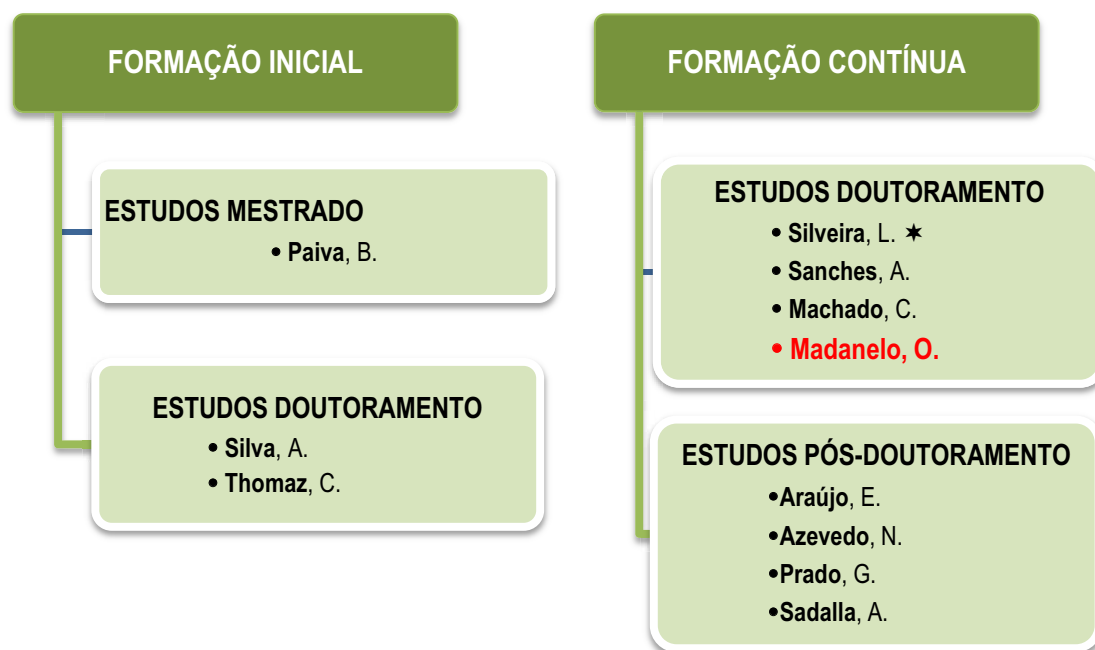 FORMAÇÃO INICIAL
ESTUDOS MESTRADO
• Paiva, B.
ESTUDOS DOUTORAMENTO
• Silva, A.
• Thomaz, C.
FORMAÇÃO CONTÍNUA
ESTUDOS DOUTORAMENTO
• Silveira, L. ✶
• Sanches, A.
• Machado, C.
• Madanelo, O.
ESTUDOS PÓS-DOUTORAMENTO
•Araújo, E.
•Azevedo, N.
•Prado, G.
•Sadalla, A.